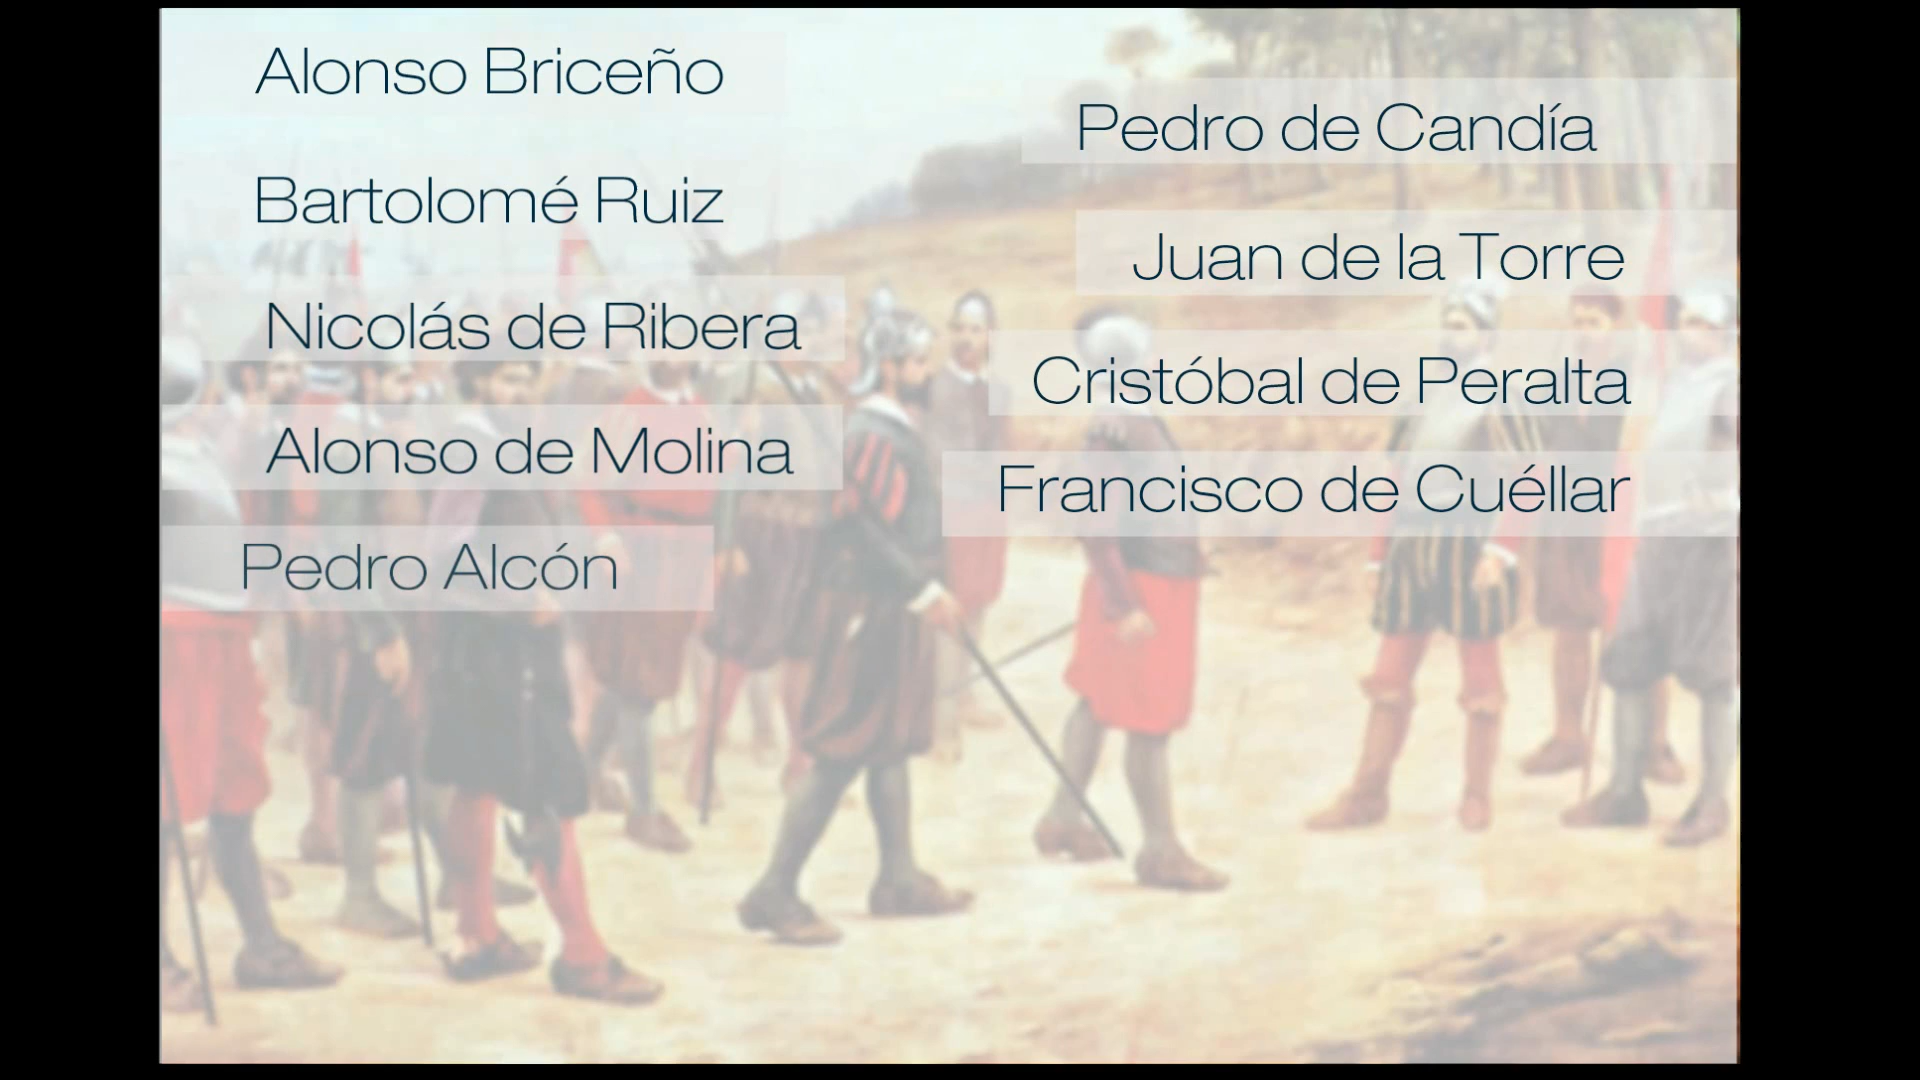 Alonso Briceño
Bartolomé Ruiz
Nicolás de Ribera
Alonso de Molina
Pedro Alcón
Pedro de Candía
Juan de la Torre
Cristóbal de Peralta
Francisco de Cuéllar